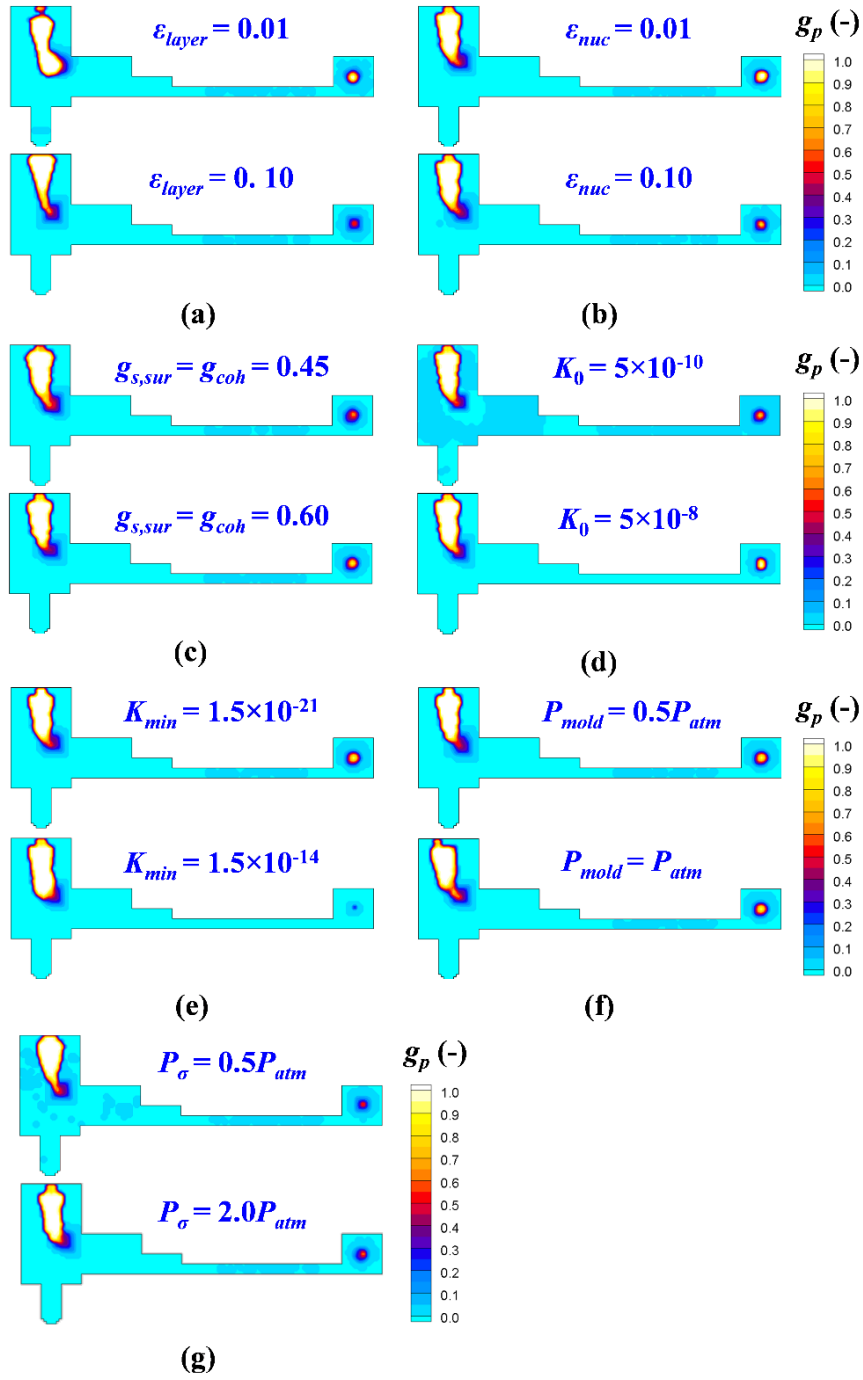 ε_layer = 0.01
ε_nuc = 0.01
g_p (-)
1.0
0.9
0.8
0.7
0.6
0.5
0.4
0.3
0.2
0.1
0.0
ε_layer = 0. 10
ε_nuc = 0.10
(a)
(b)
g_s,sur = g_coh = 0.45
K_0 = 5×10^-10
g_p (-)
1.0
0.9
0.8
0.7
0.6
0.5
0.4
0.3
0.2
0.1
0.0
g_s,sur = g_coh = 0.60
K_0 = 5×10^-8
(c)
(d)
K_min = 1.5×10^-21
P_mold = 0.5P_atm
g_p (-)
1.0
0.9
0.8
0.7
0.6
0.5
0.4
0.3
0.2
0.1
0.0
K_min = 1.5×10^-14
P_mold = P_atm
(e)
(f)
P_σ = 0.5P_atm
g_p (-)
1.0
0.9
0.8
0.7
0.6
0.5
0.4
0.3
0.2
0.1
0.0
P_σ = 2.0P_atm
(g)